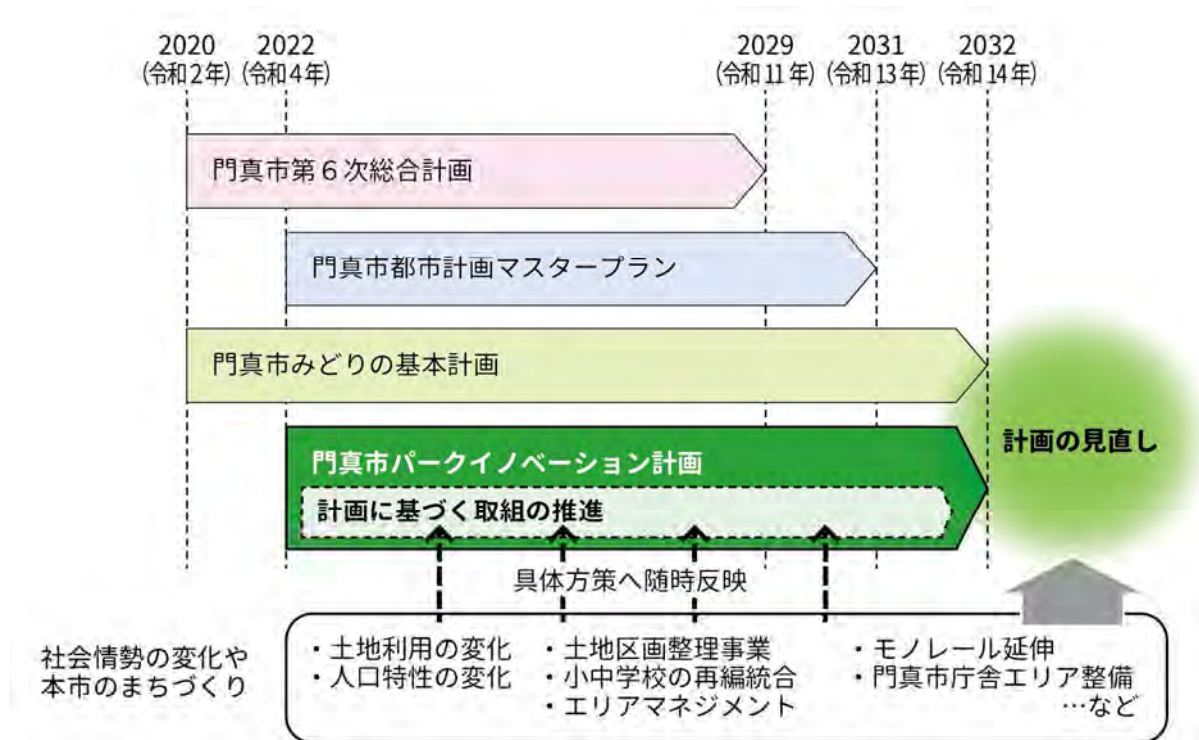 2020 2022 2029 2031 2032
(令和2年) (令和4年) (令和11年) (令和13年) (令和14年)
門真市第6次総合計画
門真市都市計画マスタープラン
門真市みどりの基本計画
計画の見直し
門真市パークイノベーション計画
計画に基づく取組の推進
具体方策へ随時反映
社会情勢の変化や
本市のまちづくり
・土地利用の変化
・人口特性の変化
・土地区画整理事業
・小中学校の再編統合
・エリアマネジメント
・モノレール延伸
・門真市庁舎エリア整備
…など